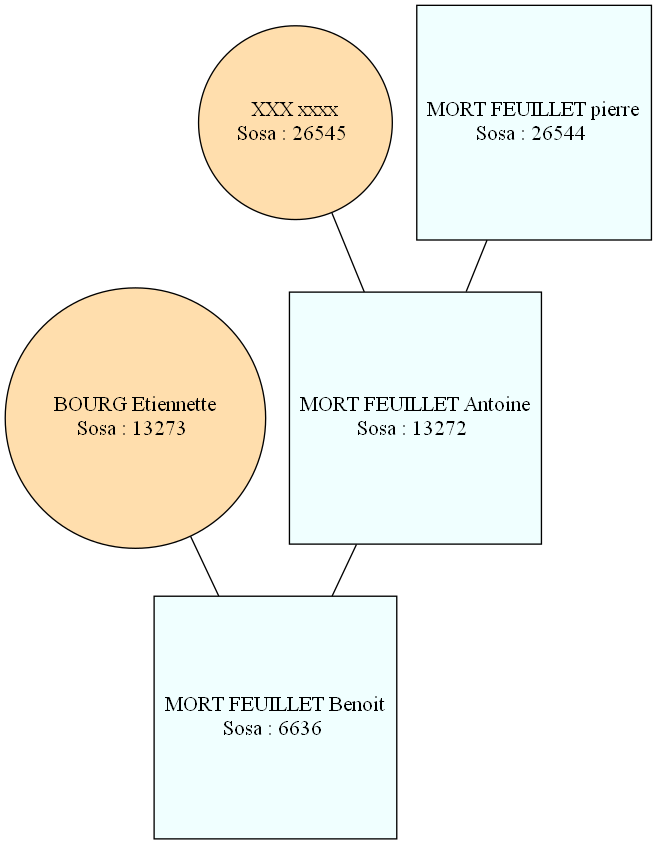 XXX xxxx
Sosa : 26545
MORT FEUILLET pierre
Sosa : 26544
BOURG Etiennette
Sosa : 13273
MORT FEUILLET Antoine
Sosa : 13272
MORT FEUILLET Benoit
Sosa : 6636